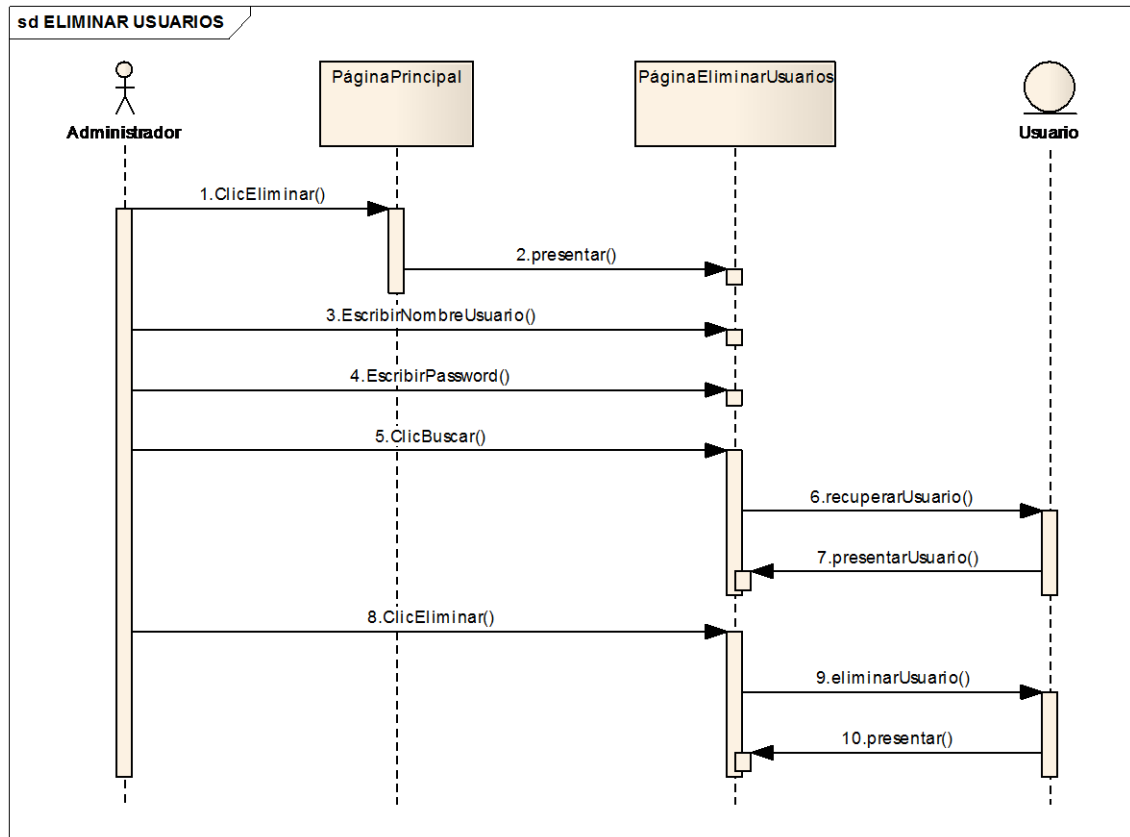 sd ELIMINAR USUARIOS
PáginaPrincipal
PáginaEliminarUsuarios
Administrador
Usuario
1.ClicEliminar()
2.presentar()
3.EscribirNombreUsuario()
4.EscribirPassword()
5.ClicBuscar()
6.recuperarUsuario()
7.presentarUsuario()
8.ClicEliminar()
9.eliminarUsuario()
10.presentar()